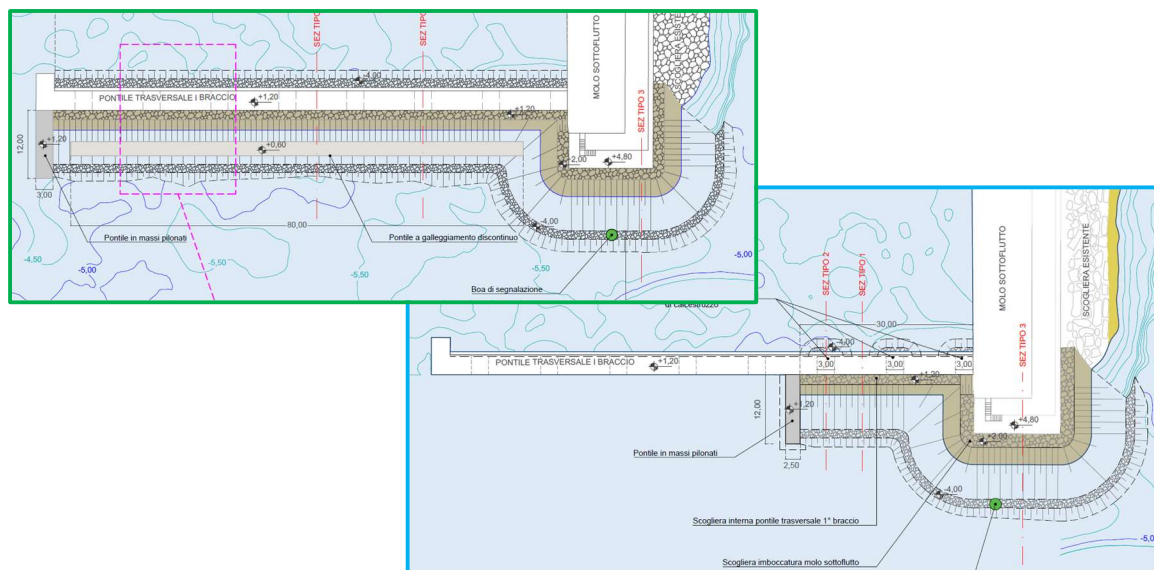 SEZ TIPO
SEZ TIPO
MOLO SOTTOFLUTTO
SCOGLIERA ESISTE
-4,00
PONTILE TRASVERSALE I BRACCIO
+1,20
+1,20
SEZ TIPO 3
12,00
+1,20
+0,60
-2,00
+4,80
3,00
80,00
-4,00
Pontile in massi pilonati
Pontile a galleggiamento discontinuo
-4,50
-5,00
-5,50
-5,50
-5,50
-5,00
Boa di segnalazione
di calcestruzzo
SEZ TIPO 2
SEZ TIPO 1
MOLO SOTTOFLUTTO
SCOGLIERA ESISTENTE
30,00
-4,00
PONTILE TRASVERSALE I BRACCIO
+1,20
3,00
3,00
3,00
+1,20
SEZ TIPO 3
12,00
+1,20
+4,80
+2,00
Pontile in massi pilonati
2,50
-4,00
Scogliera interna pontile trasversale 1° braccio
-5,0
Scogliera imboccatura molo sottoflutto